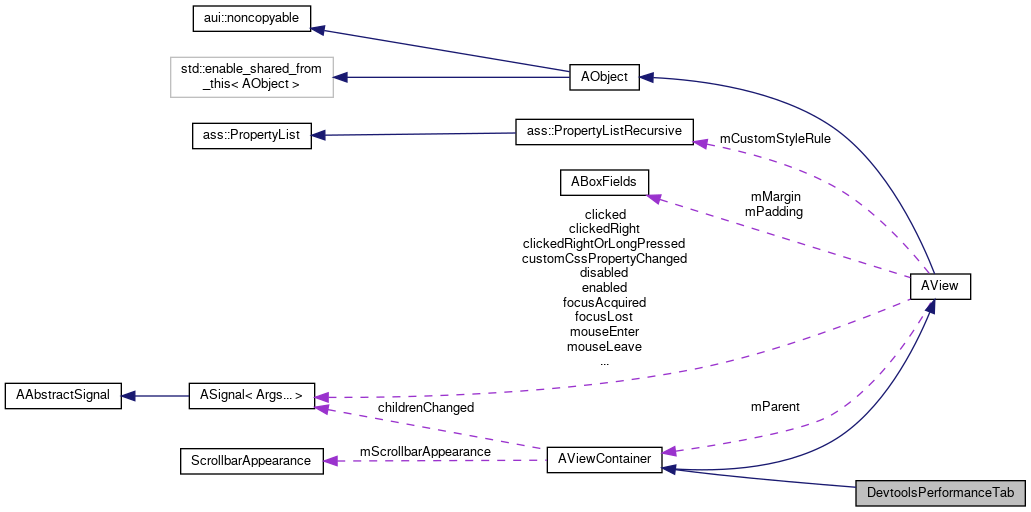 aui::noncopyable
std::enable_shared_from
_this< AObject >
AObject
ass::PropertyList
ass::PropertyListRecursive
mCustomStyleRule
ABoxFields
mMargin
mPadding
clicked
clickedRight
clickedRightOrLongPressed
customCssPropertyChanged
disabled
enabled
focusAcquired
focusLost
mouseEnter
mouseLeave
...
AView
AAbstractSignal
ASignal< Args... >
childrenChanged
mParent
ScrollbarAppearance
mScrollbarAppearance
AViewContainer
DevtoolsPerformanceTab